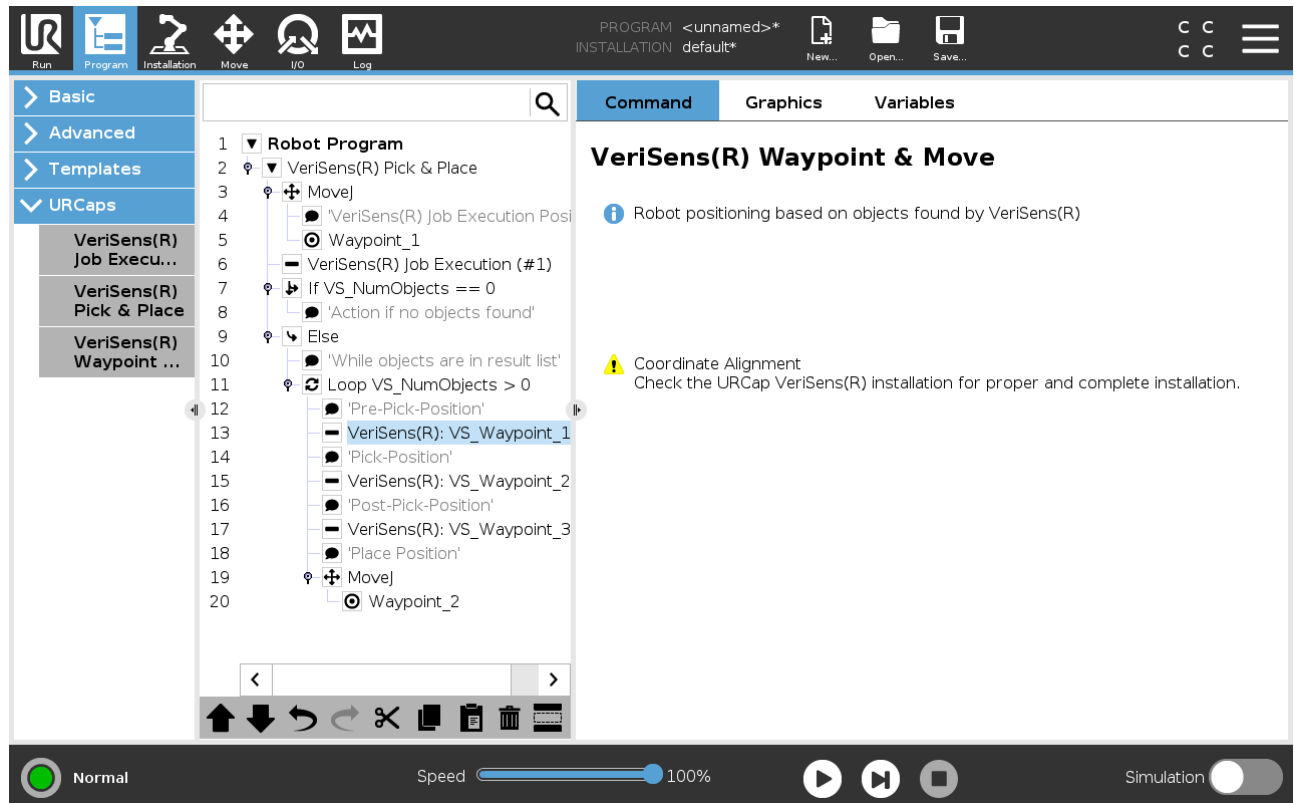 PROGRAM <unnamed>*
INSTALLATION default*
UR
Run
Program
Installation
Move
I/O
Log
New...
Open...
Save...
C C
C C
Basic
Advanced
Templates
URCaps
VeriSens(R)
Job Execu...
VeriSens(R)
Pick & Place
VeriSens(R)
Waypoint ...
1 Robot Program
2 VeriSens(R) Pick & Place
3 MoveJ
4 'VeriSens(R) Job Execution Posi
5 Waypoint_1
6 VeriSens(R) Job Execution (#1)
7 If VS_NumObjects == 0
8 'Action if no objects found'
9 Else
10 'While objects are in result list'
11 Loop VS_NumObjects > 0
12 'Pre-Pick-Position'
13 VeriSens(R): VS_Waypoint_1
14 'Pick-Position'
15 VeriSens(R): VS_Waypoint_2
16 'Post-Pick-Position'
17 VeriSens(R): VS_Waypoint_3
18 'Place Position'
19 MoveJ
20 Waypoint_2
Command Graphics Variables
VeriSens(R) Waypoint & Move
Robot positioning based on objects found by VeriSens(R)
Coordinate Alignment
Check the URCap VeriSens(R) installation for proper and complete installation.
Normal
Speed 100%
Simulation